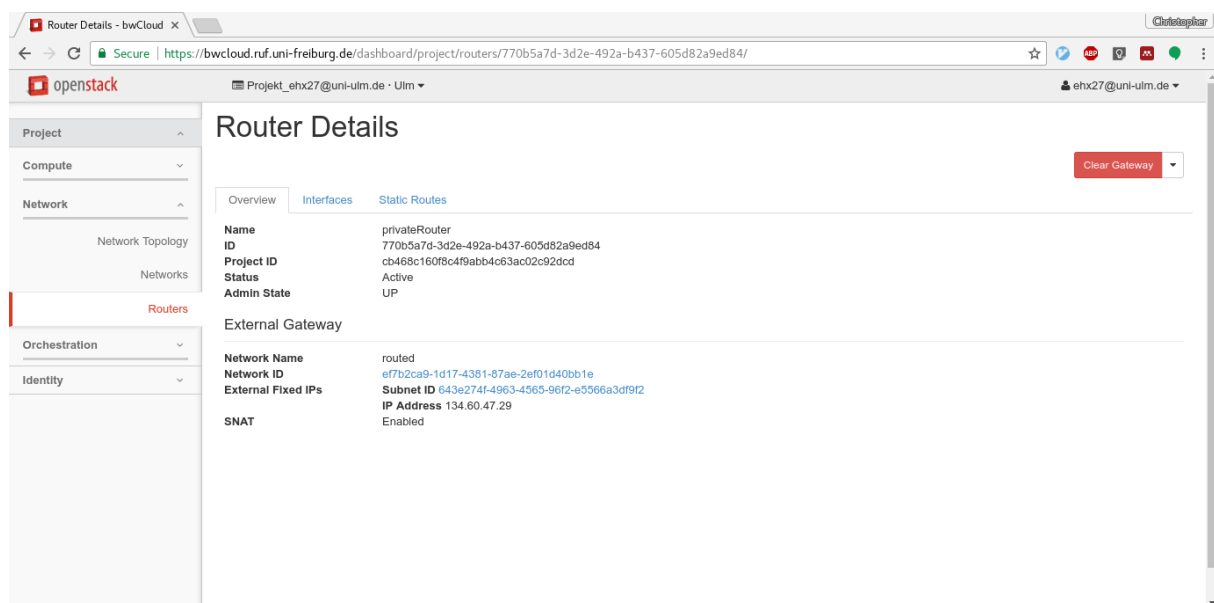 Router Details - bwCloud
Christopher
Secure | https://bwcloud.ruf.uni-freiburg.de/dashboard/project/routers/770b5a7d-3d2e-492a-b437-605d82a9ed84/
ABP
openstack
Projekt_ehx27@uni-ulm.de · Ulm
ehx27@uni-ulm.de
Project
Compute
Network
Network Topology
Networks
Routers
Orchestration
Identity
Router Details
Clear Gateway
Overview Interfaces Static Routes
Name privateRouter
ID 770b5a7d-3d2e-492a-b437-605d82a9ed84
Project ID cb468c160f8c4f9abb4c63ac02c92dcd
Status Active
Admin State UP
External Gateway
Network Name routed
Network ID ef7b2ca9-1d17-4381-87ae-2ef01d40bb1e
External Fixed IPs Subnet ID 643e274f-4963-4565-96f2-e5566a3df9f2
IP Address 134.60.47.29
SNAT Enabled